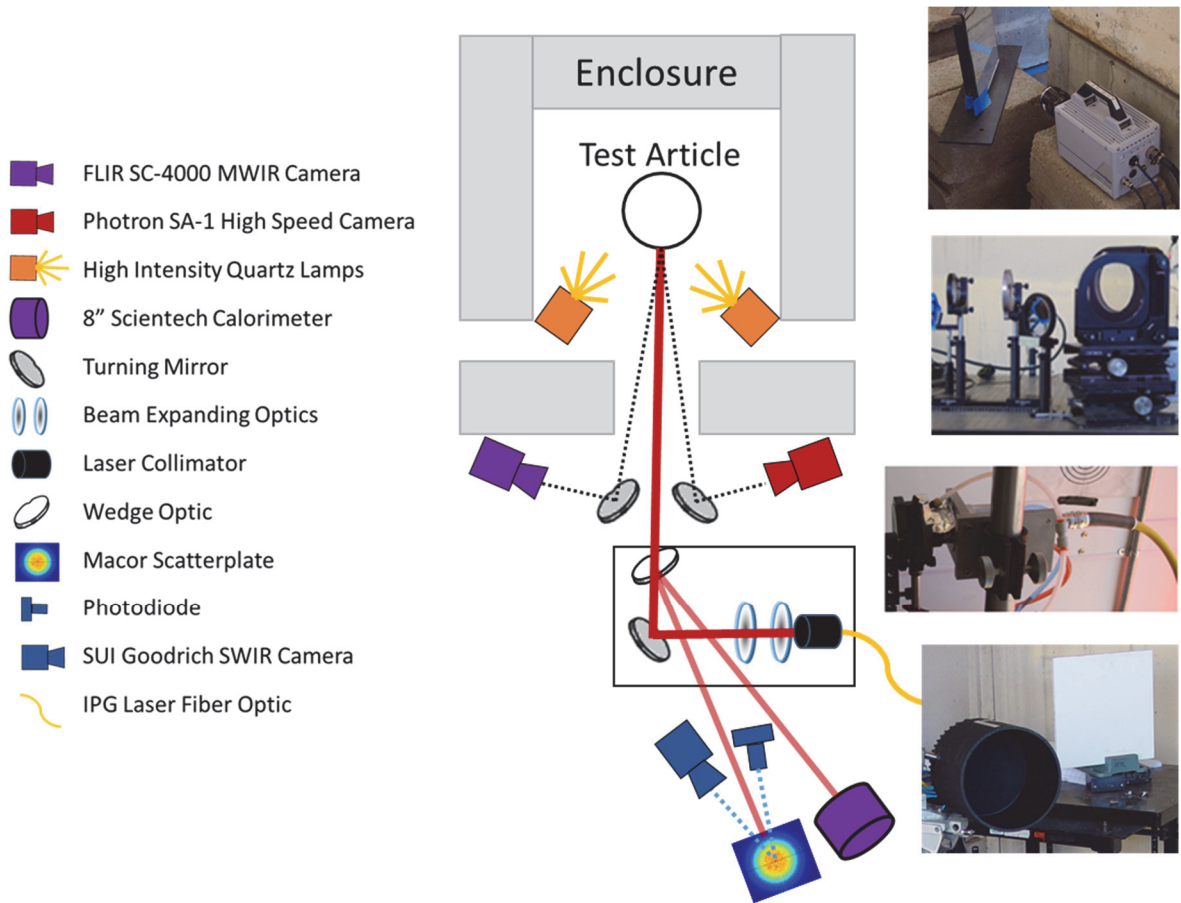 Enclosure
Test Article
FLIR SC-4000 MWIR Camera
Photron SA-1 High Speed Camera
High Intensity Quartz Lamps
8” Scientech Calorimeter
Turning Mirror
Beam Expanding Optics
Laser Collimator
Wedge Optic
Macor Scatterplate
Photodiode
SUI Goodrich SWIR Camera
IPG Laser Fiber Optic